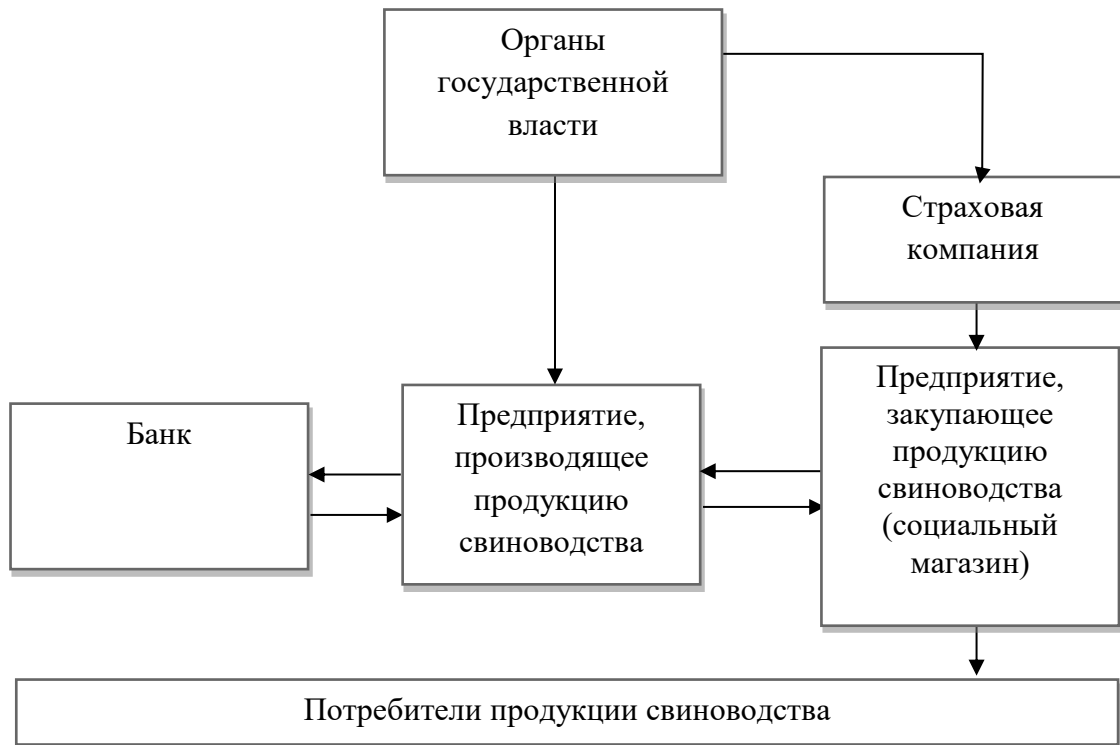 Органы
государственной
власти
Страховая
компания
Предприятие,
закупающее
продукцию
свиноводства
(социальный
магазин)
Банк
Предприятие,
производящее
продукцию
свиноводства
Потребители продукции свиноводства